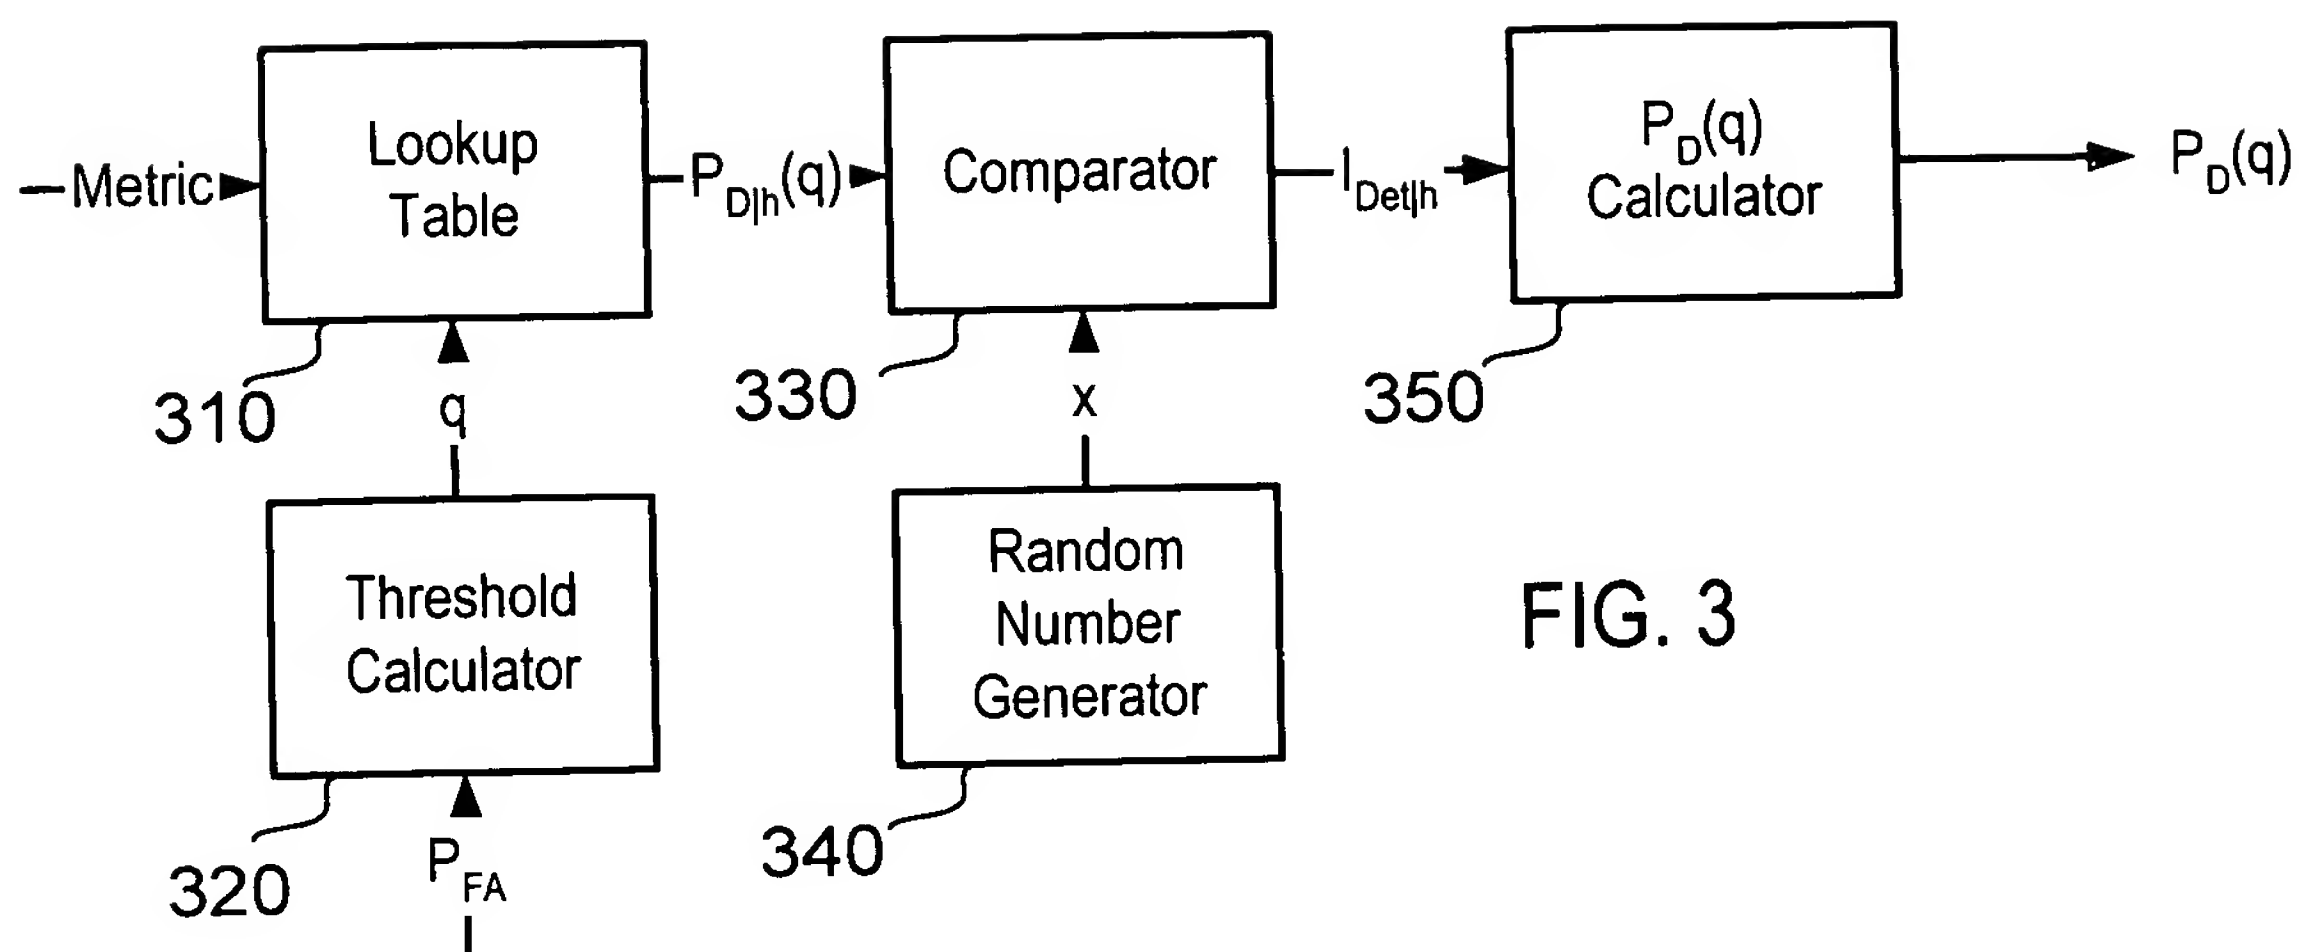 Lookup
Table
Comparator
P_D(q)
Calculator
Metric
P_D|h(q)
I_Det|h
P_D(q)
310
q
330
x
350
Threshold
Calculator
Random
Number
Generator
FIG. 3
320
P_FA
340